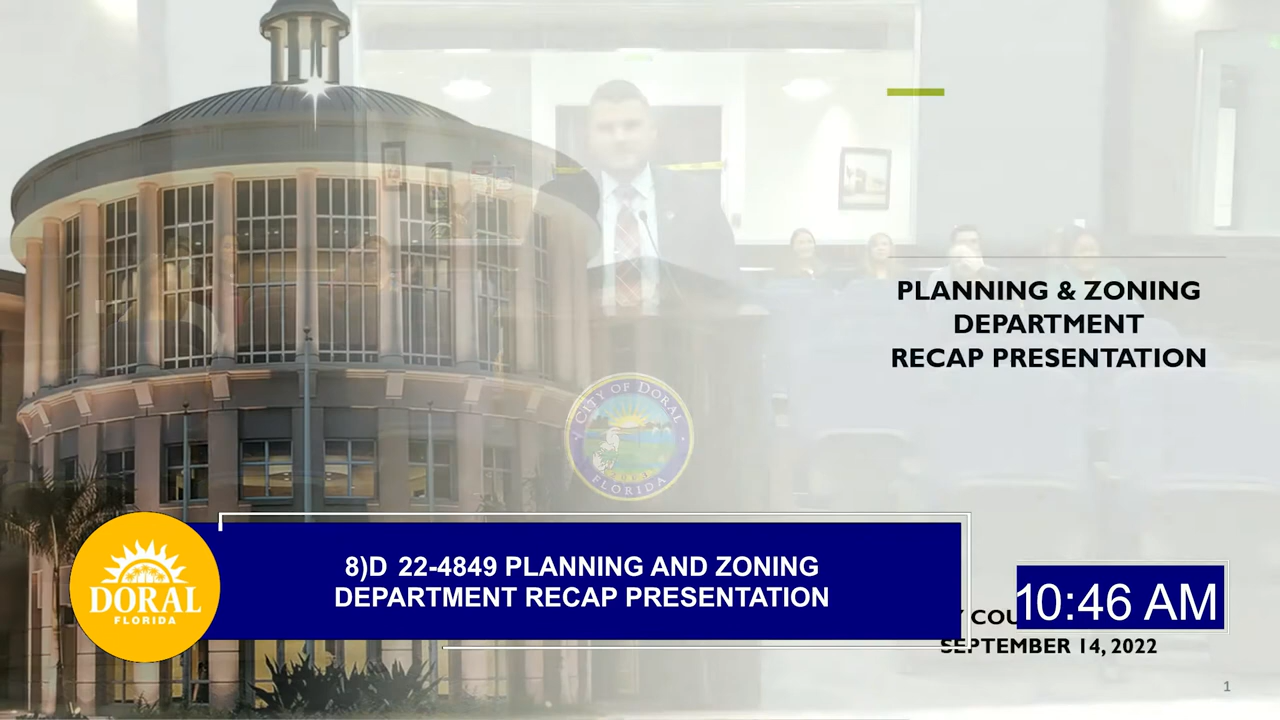 PLANNING & ZONING
DEPARTMENT
RECAP PRESENTATION
CITY OF DORAL
FLORIDA
8)D 22-4849 PLANNING AND ZONING
DEPARTMENT RECAP PRESENTATION
DORAL
FLORIDA
10:46 AM
SEPTEMBER 14, 2022
1